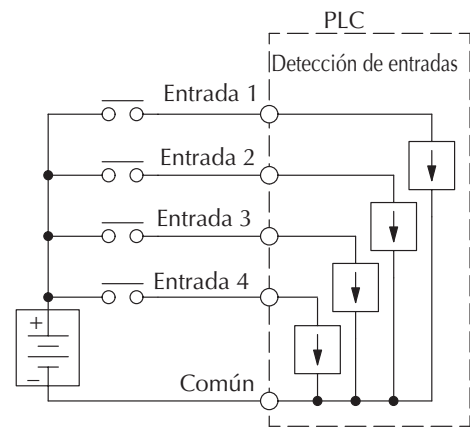 PLC
Detección de entradas
Entrada 1
Entrada 2
Entrada 3
Entrada 4
+
−
Común